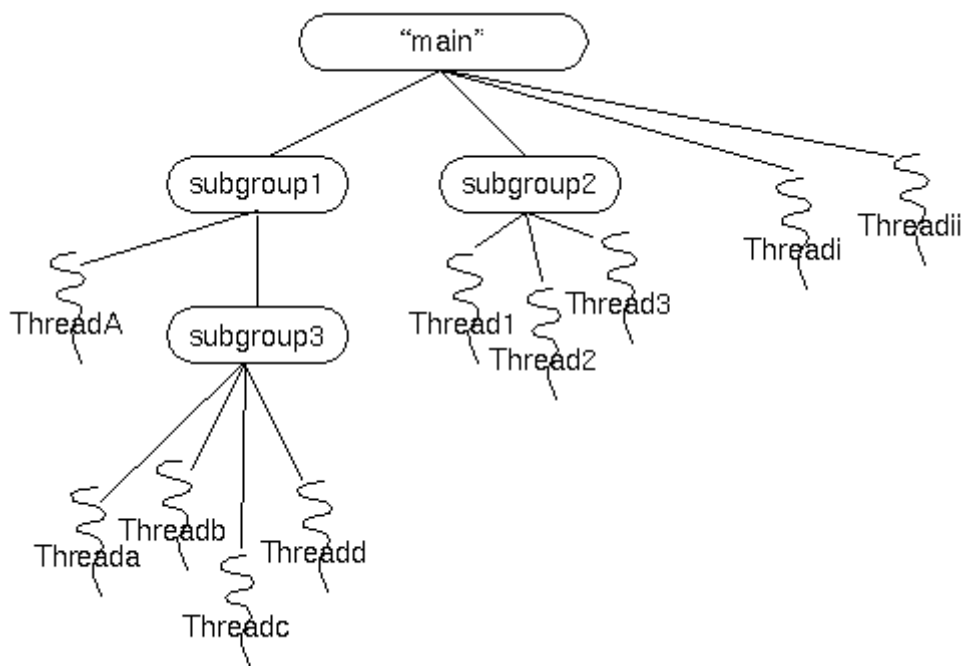 “main”
subgroup1
subgroup2
Threadi
Threadii
ThreadA
Thread1
Thread2
Thread3
subgroup3
Threada
Threadb
Threadc
Threadd